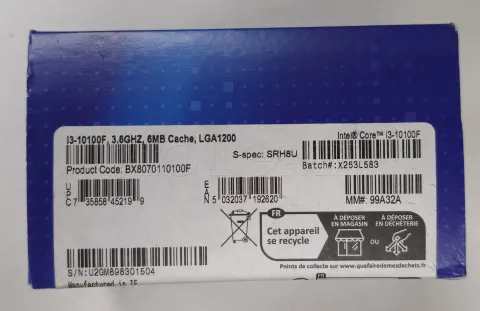 I3-10100F, 3.6GHZ, 6MB Cache, LGA1200
Intel® Core™ I3-10100F
S-spec: SRH8U
Product Code: BX8070110100F
Batch#:X253L583
UPC 7 35858 45219 9
EAN 5 032037 192620
MM#: 99A32A
FR
Cet appareil
se recycle
À DÉPOSER
EN MAGASIN
OU
À DÉPOSER
EN DÉCHÈTERIE
Points de collecte sur www.quefairedemesdechets.fr
S/N:U2GM898301504
Manufactured in IE